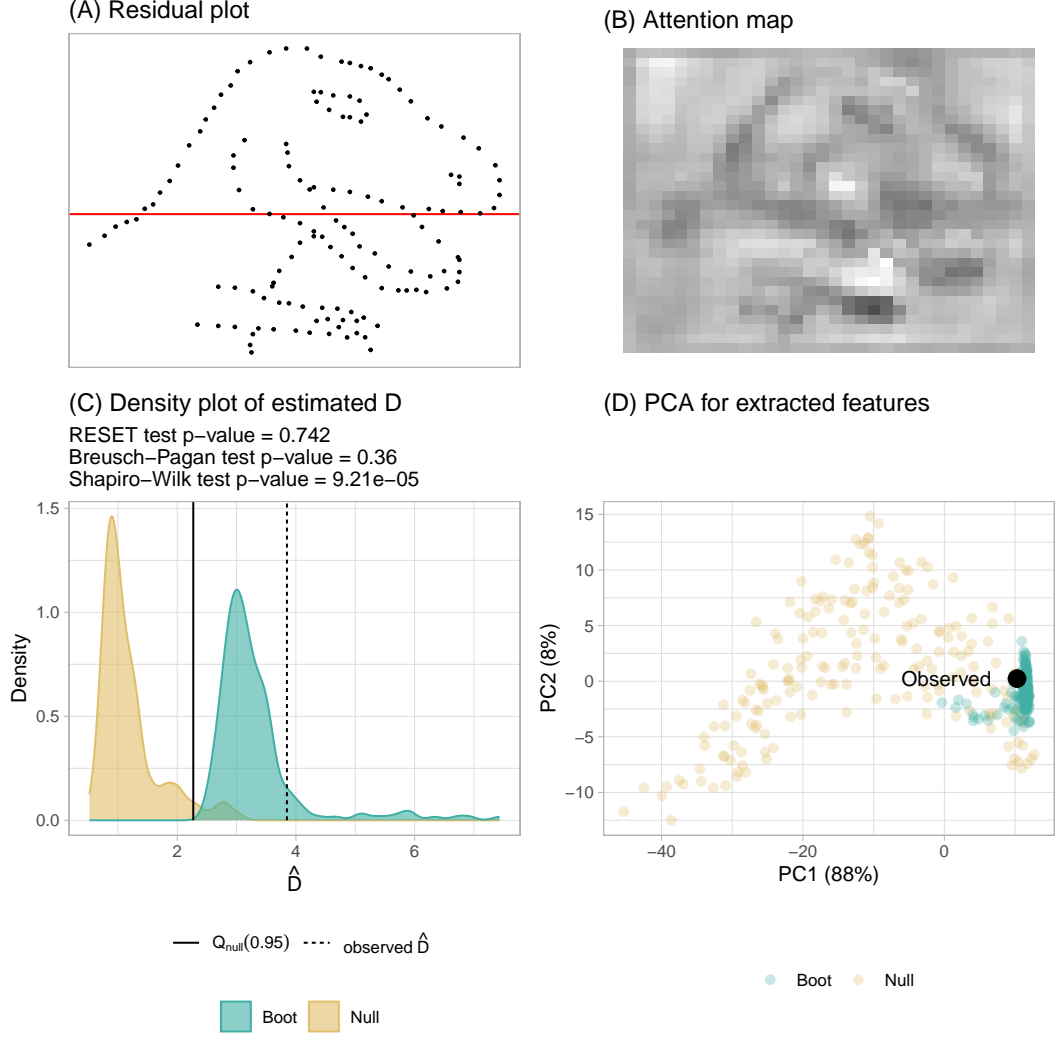 (A) Residual plot
(B) Attention map
(C) Density plot of estimated D
RESET test p−value = 0.742
Breusch−Pagan test p−value = 0.36
Shapiro−Wilk test p−value = 9.21e−05
1.5
1.0
0.5
0.0
Density
2 4 6
D̂
Qnull(0.95) observed D̂
Boot Null
(D) PCA for extracted features
15
10
5
0
−5
−10
PC2 (8%)
Observed
−40 −20 0
PC1 (88%)
Boot Null